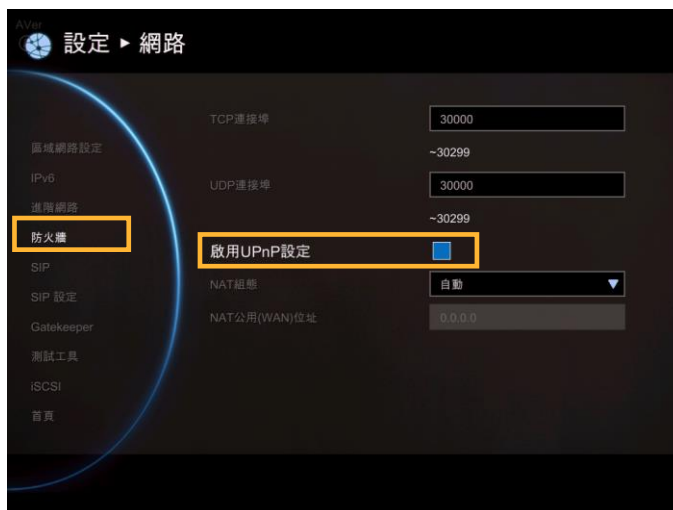 AVer
設定 ► 網路
TCP連接埠
30000
~30299
UDP連接埠
30000
~30299
啟用UPnP設定
NAT組態
自動
NAT公用(WAN)位址
0.0.0.0
區域網路設定
IPv6
進階網路
防火牆
SIP
SIP 設定
Gatekeeper
測試工具
iSCSI
首頁